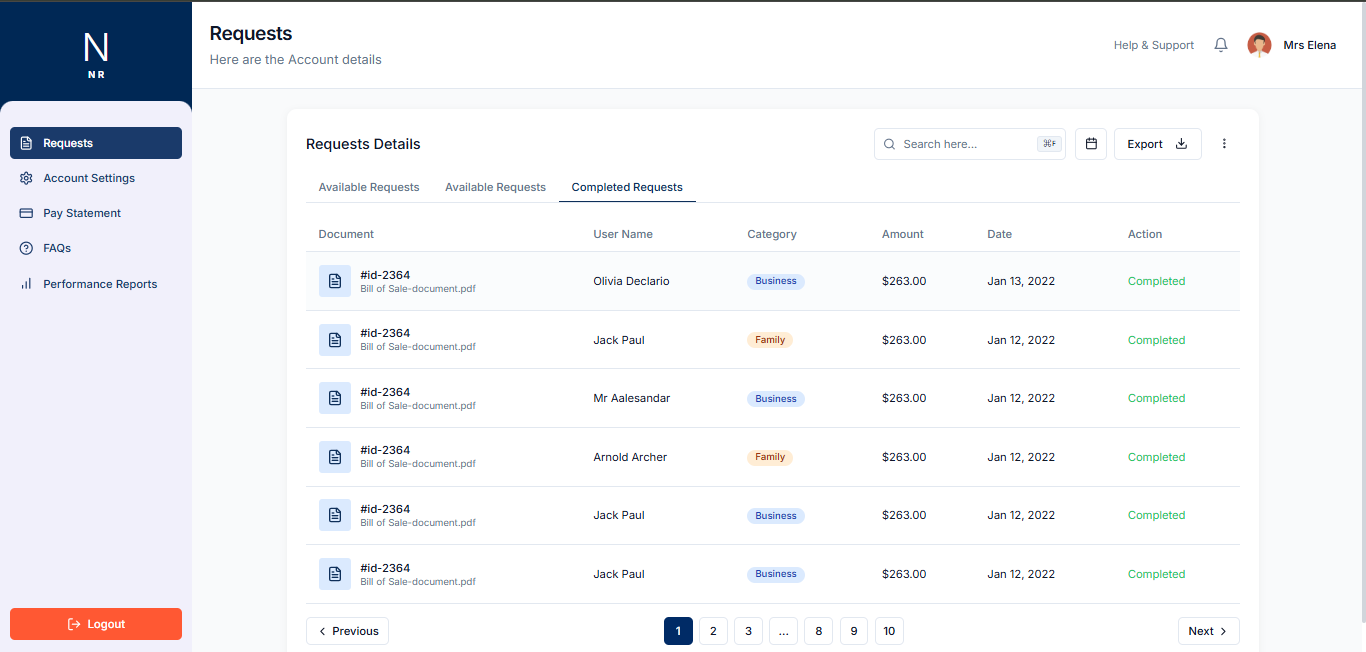 N
NR
Requests
Here are the Account details
Help & Support
Mrs Elena
Requests
Account Settings
Pay Statement
FAQs
Performance Reports
Logout
Requests Details
Search here...
⌘F
Export
Available Requests Available Requests Completed Requests
Document User Name Category Amount Date Action
#id-2364
Bill of Sale-document.pdf
Olivia Declario Business $263.00 Jan 13, 2022 Completed
#id-2364
Bill of Sale-document.pdf
Jack Paul Family $263.00 Jan 12, 2022 Completed
#id-2364
Bill of Sale-document.pdf
Mr Aalesandar Business $263.00 Jan 12, 2022 Completed
#id-2364
Bill of Sale-document.pdf
Arnold Archer Family $263.00 Jan 12, 2022 Completed
#id-2364
Bill of Sale-document.pdf
Jack Paul Business $263.00 Jan 12, 2022 Completed
#id-2364
Bill of Sale-document.pdf
Jack Paul Business $263.00 Jan 12, 2022 Completed
Previous 1 2 3 ... 8 9 10 Next